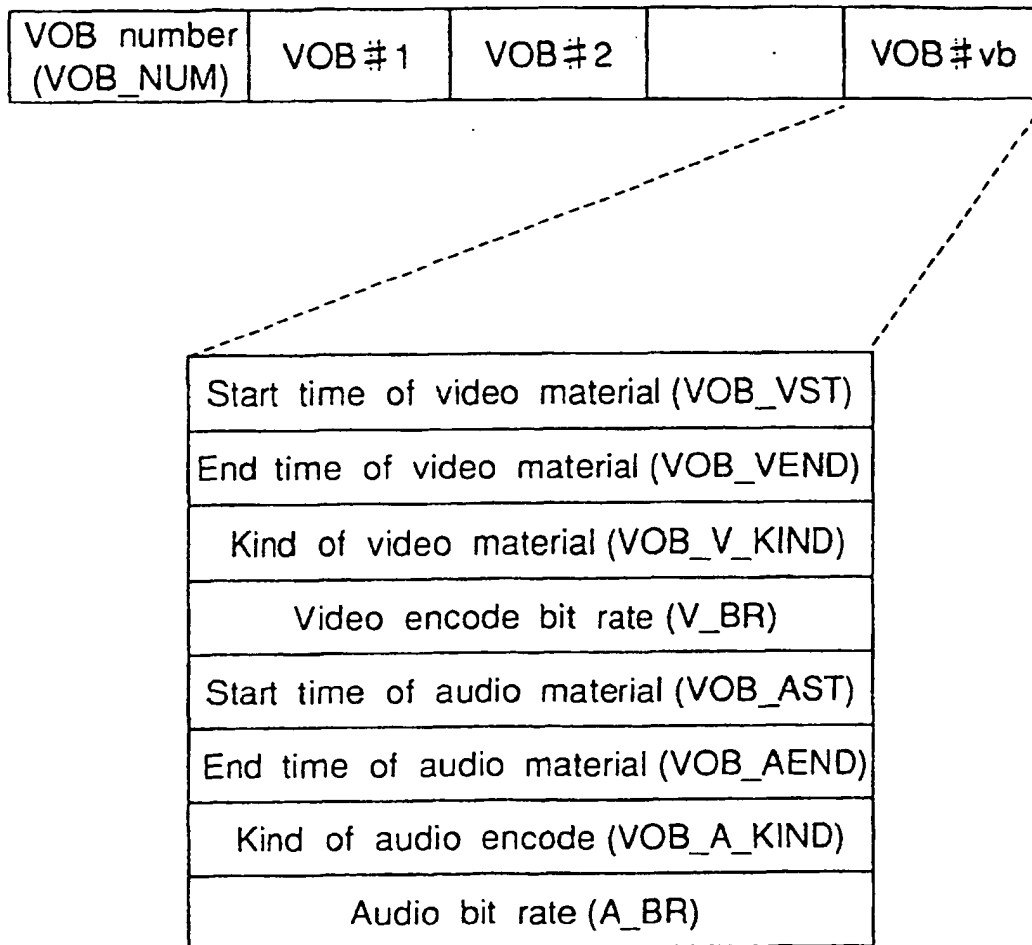 VOB number
(VOB_NUM)
VOB#1
VOB#2
VOB#vb
Start time of video material (VOB_VST)
End time of video material (VOB_VEND)
Kind of video material (VOB_V_KIND)
Video encode bit rate (V_BR)
Start time of audio material (VOB_AST)
End time of audio material (VOB_AEND)
Kind of audio encode (VOB_A_KIND)
Audio bit rate (A_BR)